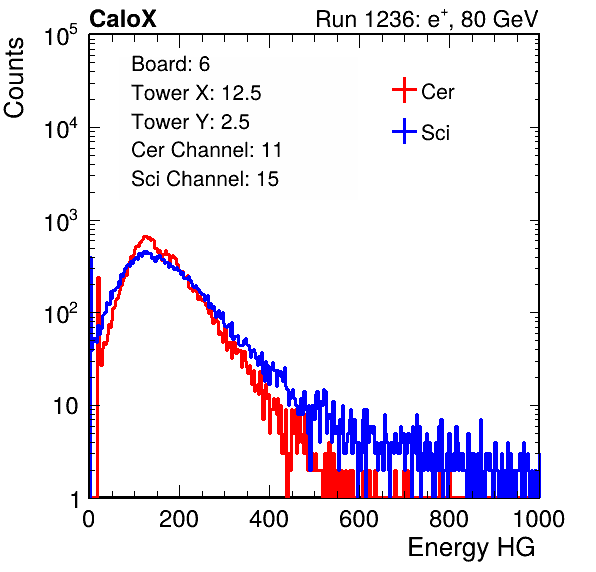 CaloX Run 1236: e⁺, 80 GeV
Counts
10⁵
10⁴
10³
10²
10
1
Board: 6
Tower X: 12.5
Tower Y: 2.5
Cer Channel: 11
Sci Channel: 15
Cer
Sci
0 200 400 600 800 1000
Energy HG